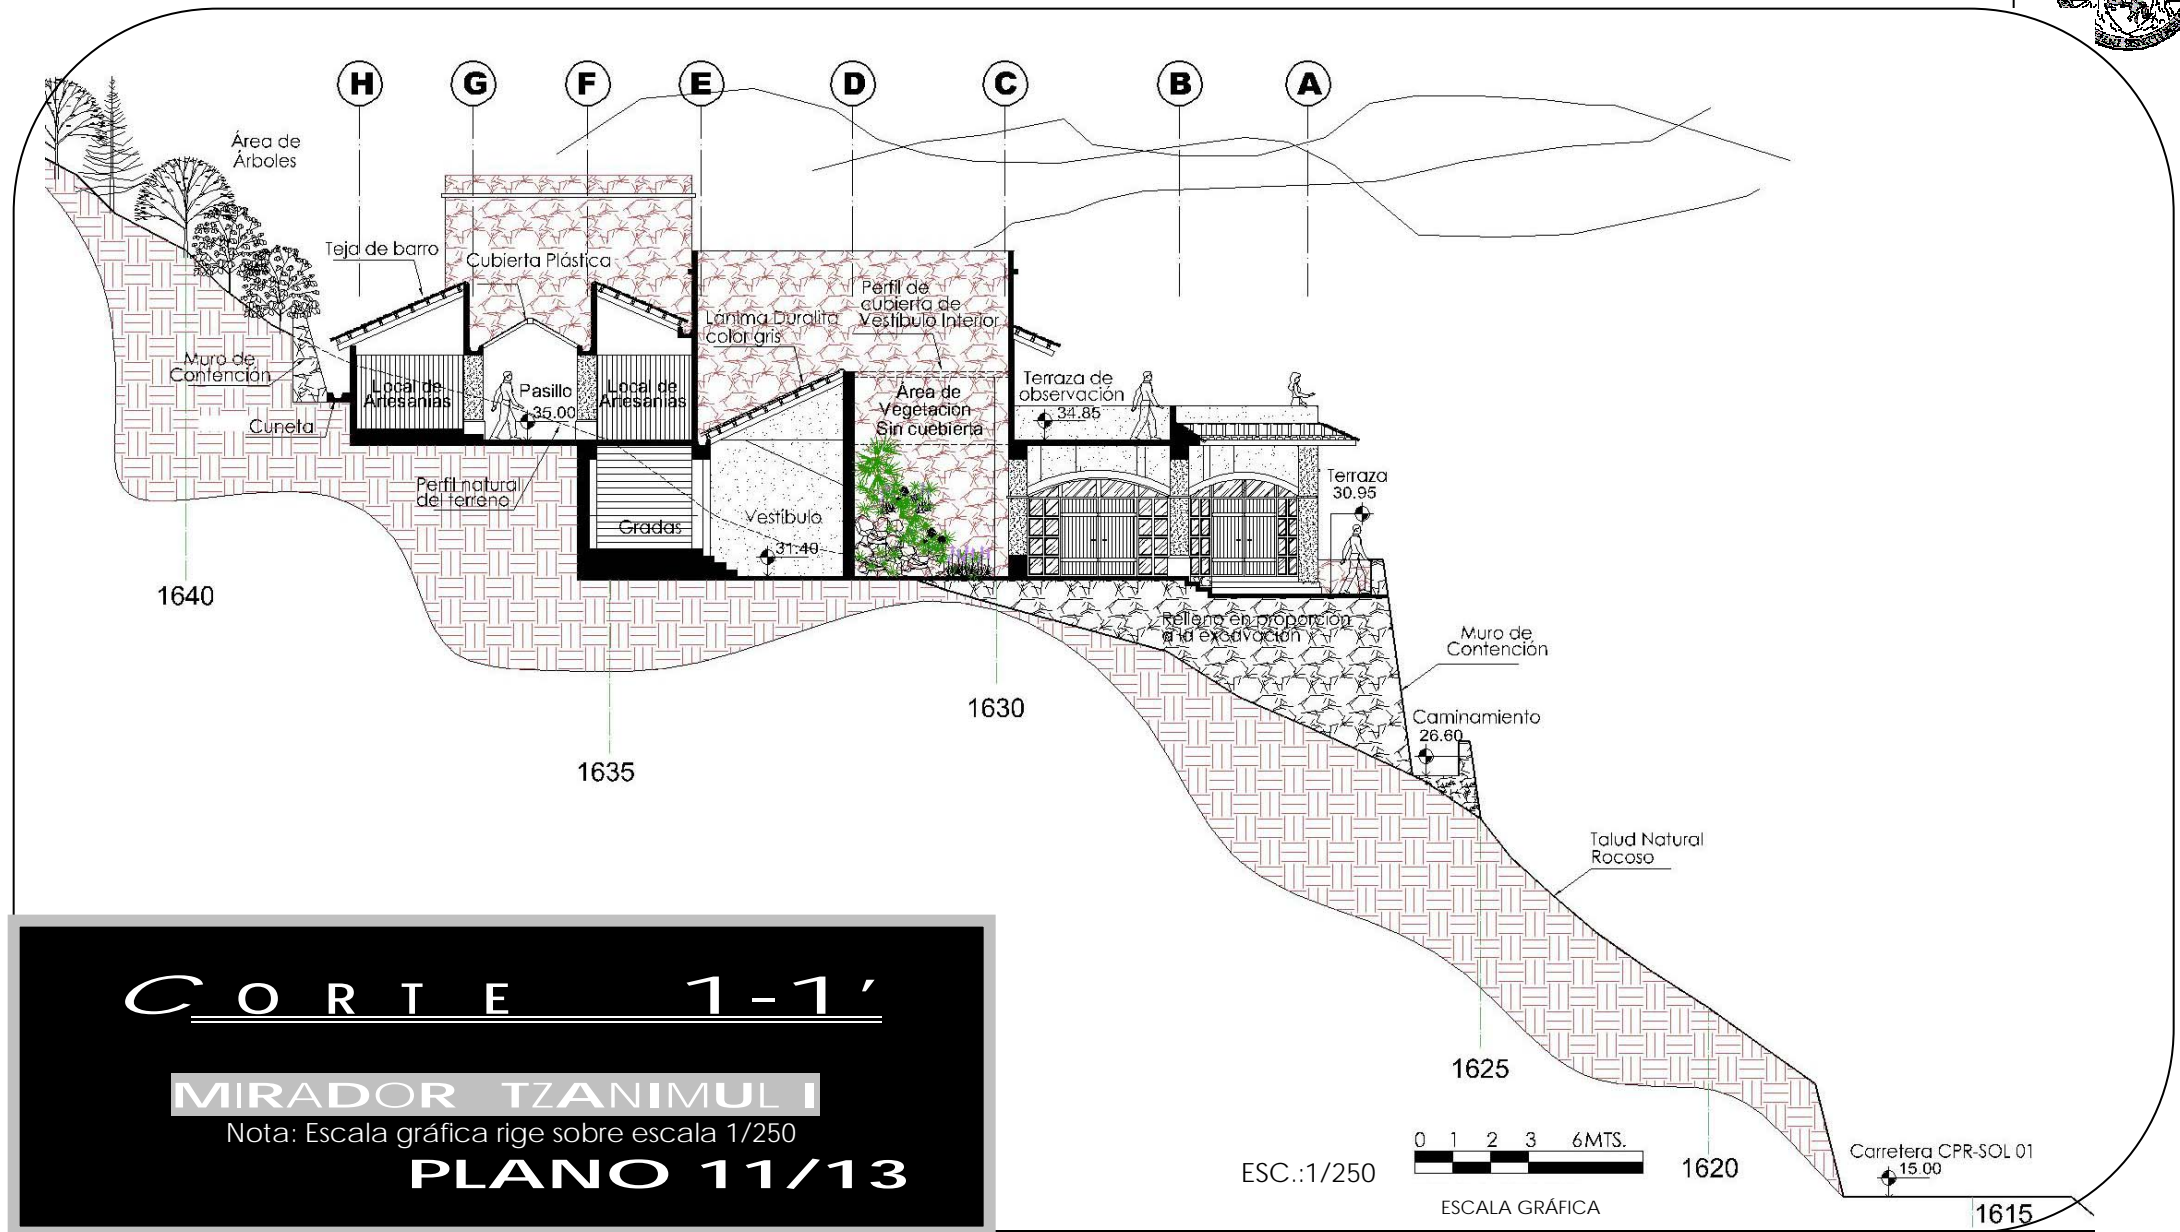 H G F E D C B A
Área de
Árboles
Teja de barro
Cubierta Plástica
Perfil de
cubierta de
Vestíbulo Interior
Lánima Duralita
color gris
Muro de
Contención
Local de
Artesanias
Pasillo
35.00
Local de
Artesanias
Área de
Vegetación
Sin cuebierta
Terraza de
observación
34.85
Cuneta
Perfil natural
del terreno
Gradas
Vestíbulo
31.40
Terraza
30.95
1640
Relleno en proporción
a la excavación
Muro de
Contención
1630
Caminamiento
26.60
1635
Talud Natural
Rocoso
CORTE 1-1'
MIRADOR TZANIMUL I
Nota: Escala gráfica rige sobre escala 1/250
PLANO 11/13
1625
ESC.:1/250
0 1 2 3 6MTS.
ESCALA GRÁFICA
1620
Carretera CPR-SOL 01
15.00
1615